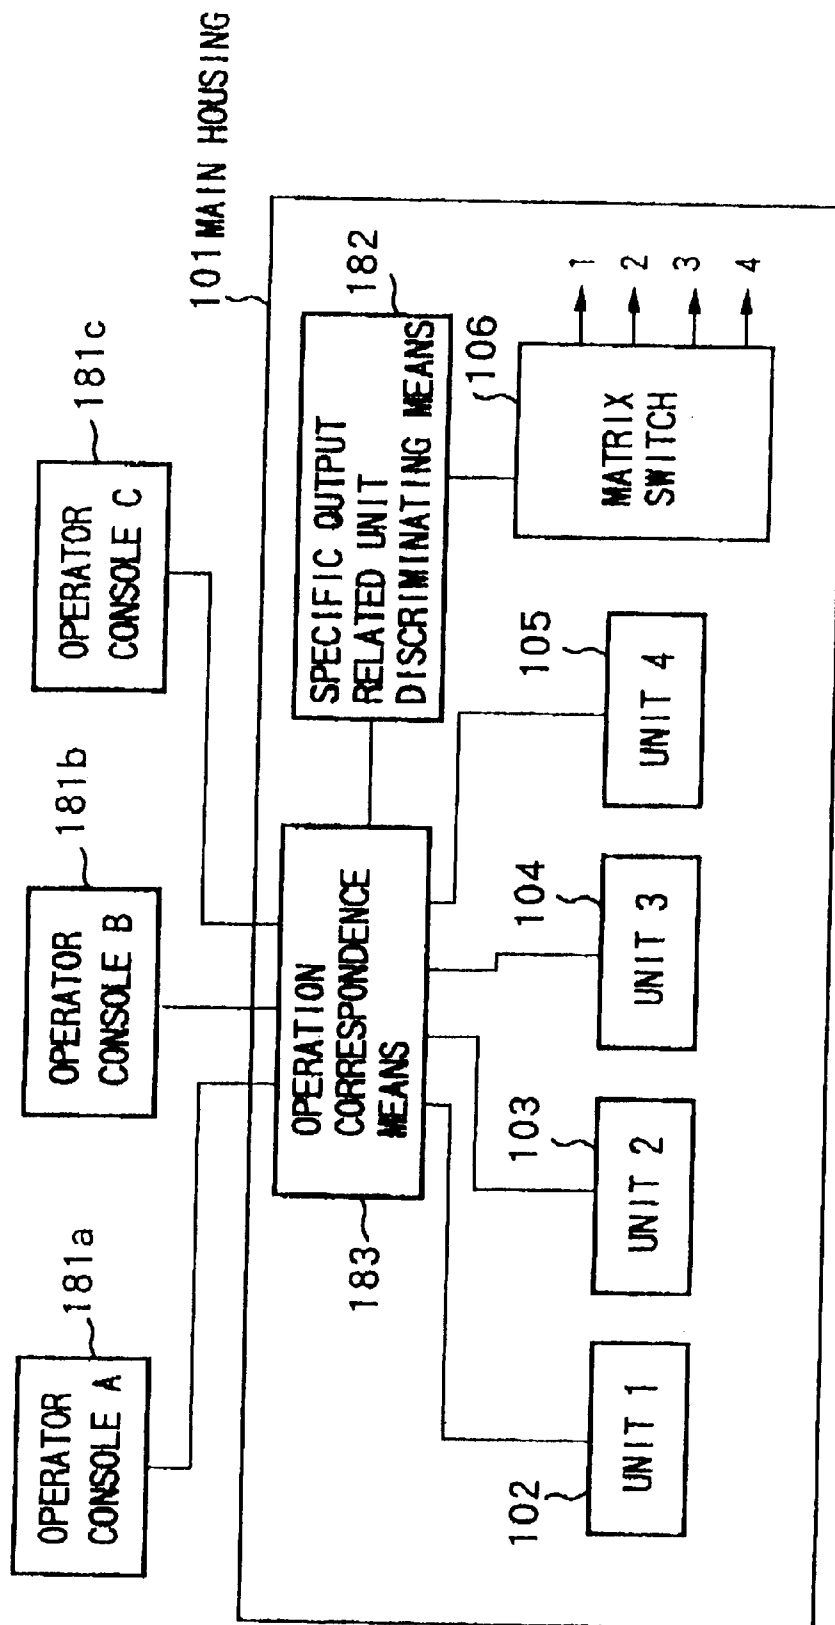 OPERATOR
CONSOLE A
181a
OPERATOR
CONSOLE B
181b
OPERATOR
CONSOLE C
181c
101 MAIN HOUSING
OPERATION
CORRESPONDENCE
MEANS
183
SPECIFIC OUTPUT
RELATED UNIT
DISCRIMINATING MEANS
182
102
UNIT 1
103
UNIT 2
104
UNIT 3
105
UNIT 4
106
MATRIX
SWITCH
1
2
3
4